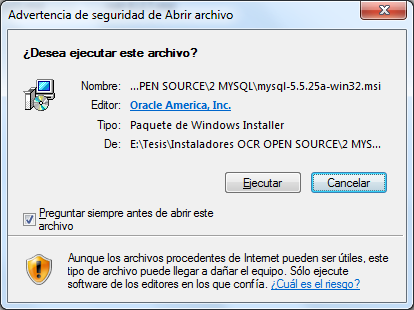 Advertencia de seguridad de Abrir archivo
¿Desea ejecutar este archivo?
Nombre: ...PEN SOURCE\2 MYSQL\mysql-5.5.25a-win32.msi
Editor: Oracle America, Inc.
Tipo: Paquete de Windows Installer
De: E:\Tesis\Instaladores OCR OPEN SOURCE\2 MYS...
Ejecutar Cancelar
Preguntar siempre antes de abrir este
archivo
Aunque los archivos procedentes de Internet pueden ser útiles, este
tipo de archivo puede llegar a dañar el equipo. Sólo ejecute
software de los editores en los que confía. ¿Cuál es el riesgo?